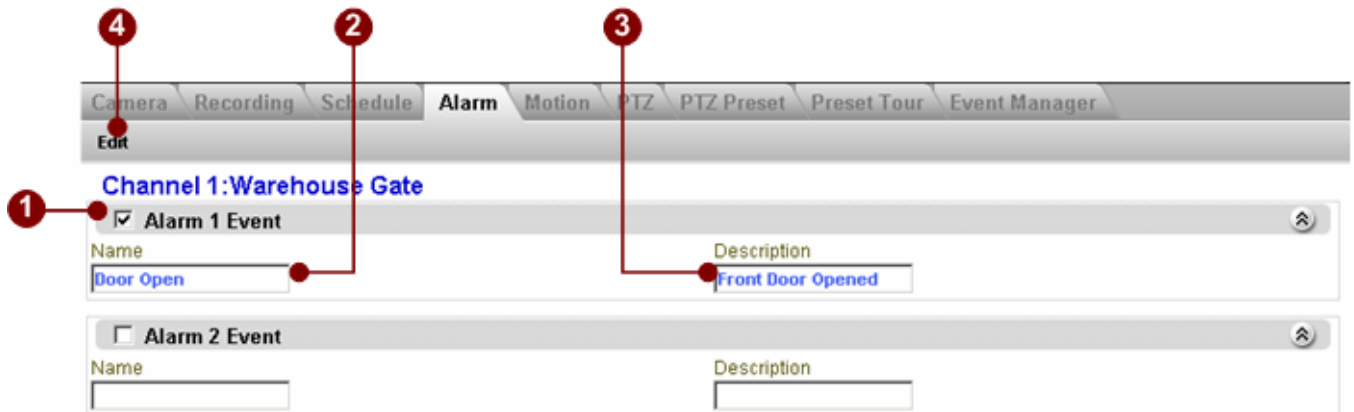 4 2 3
Camera Recording Schedule Alarm Motion PTZ PTZ Preset Preset Tour Event Manager
Edit
Channel 1:Warehouse Gate
1 Alarm 1 Event
Name Description
Door Open Front Door Opened
Alarm 2 Event
Name Description